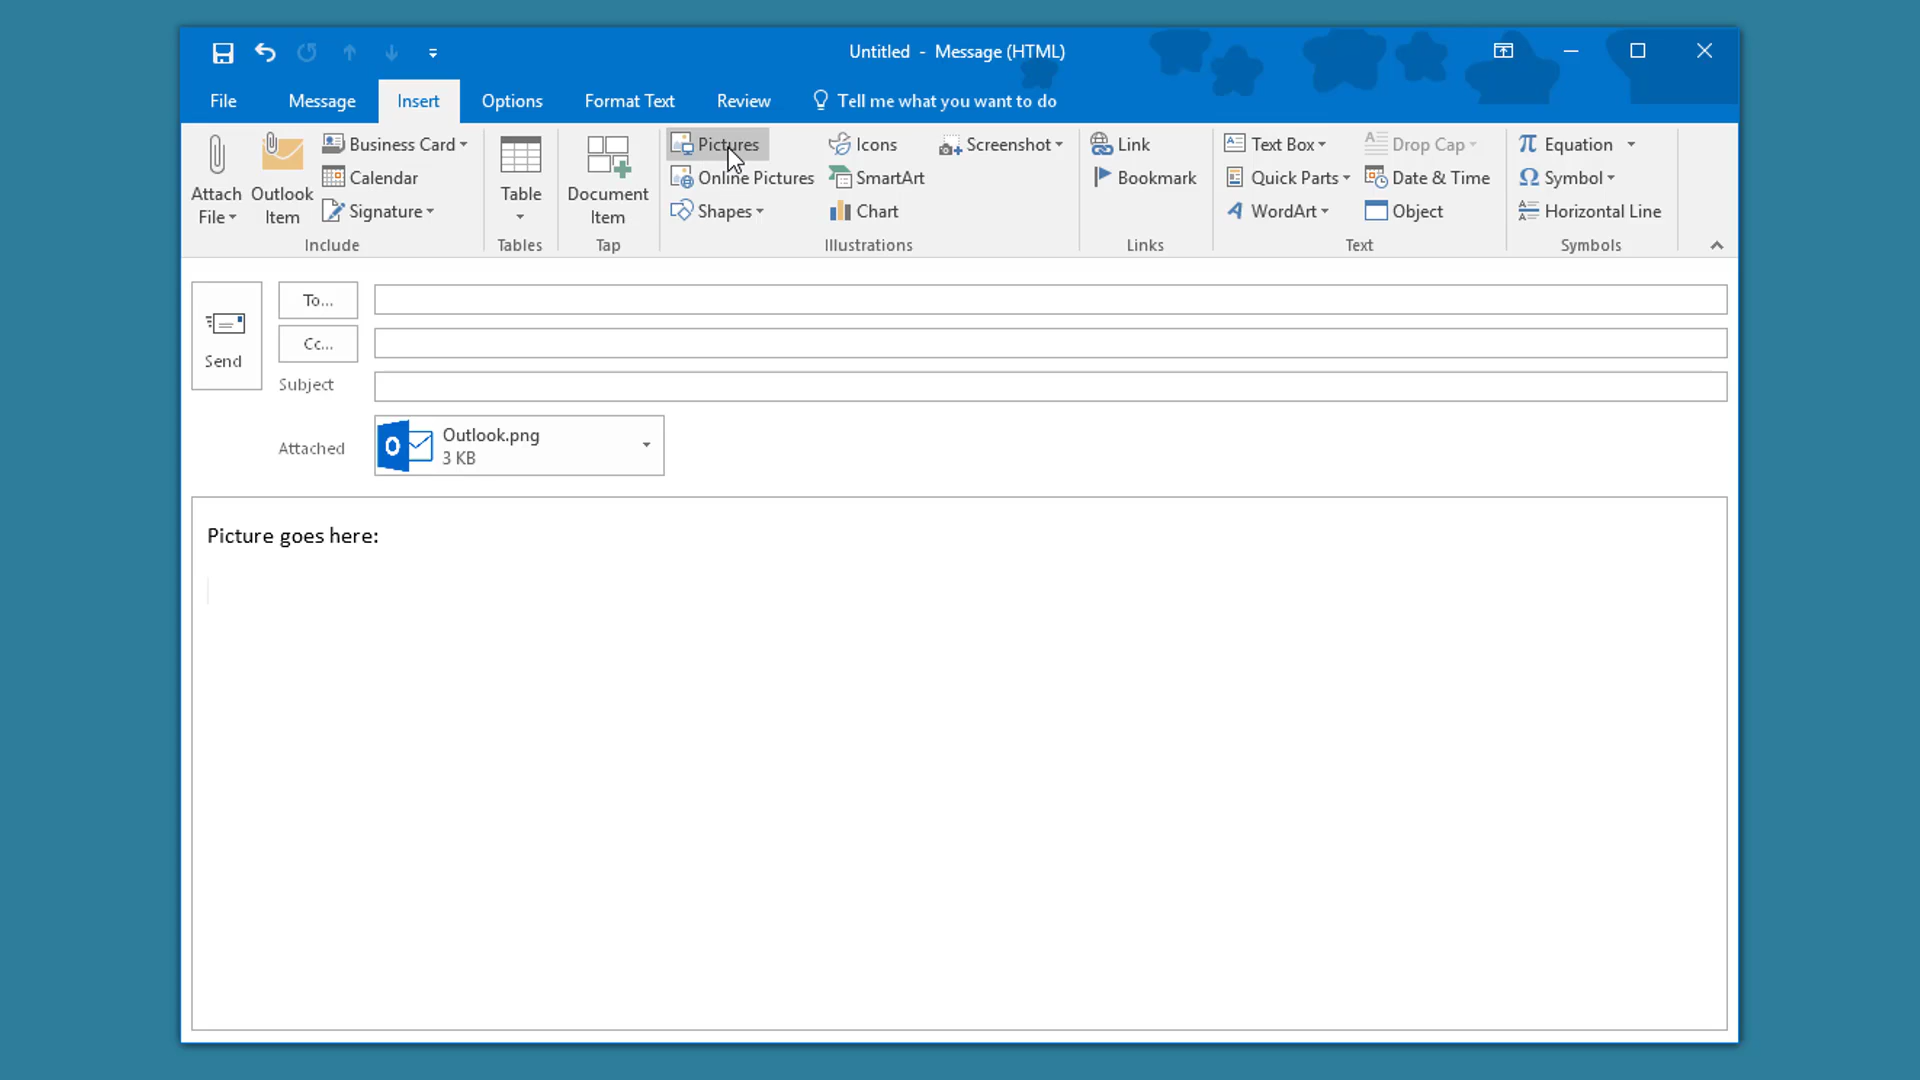 Untitled - Message (HTML)
File Message Insert Options Format Text Review Tell me what you want to do
Attach File
Outlook Item
Business Card
Calendar
Signature
Include
Table
Tables
Document Item
Tap
Pictures
Online Pictures
Shapes
Icons
SmartArt
Chart
Screenshot
Illustrations
Link
Bookmark
Links
Text Box
Quick Parts
WordArt
Drop Cap
Date & Time
Object
Text
π Equation
Ω Symbol
Horizontal Line
Symbols
Send
To...
Cc...
Subject
Attached
Outlook.png
3 KB
Picture goes here: